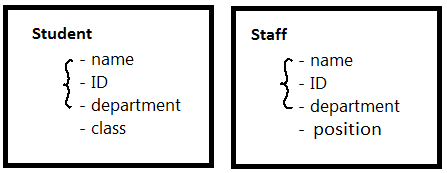 Student
- name
- ID
- department
- class
Staff
- name
- ID
- department
- position